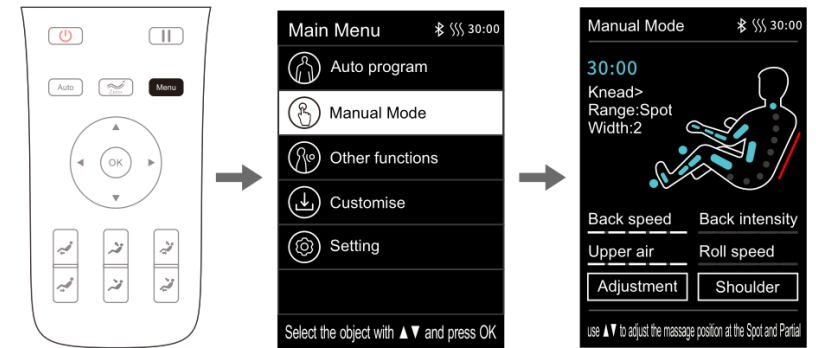 Auto
Zero
Menu
OK
Main Menu 30:00
Auto program
Manual Mode
Other functions
Customise
Setting
Select the object with ▲▼ and press OK
Manual Mode 30:00
30:00
Knead>
Range:Spot
Width:2
Back speed Back intensity
Upper air Roll speed
Adjustment Shoulder
use ▲▼ to adjust the massage position at the Spot and Partial